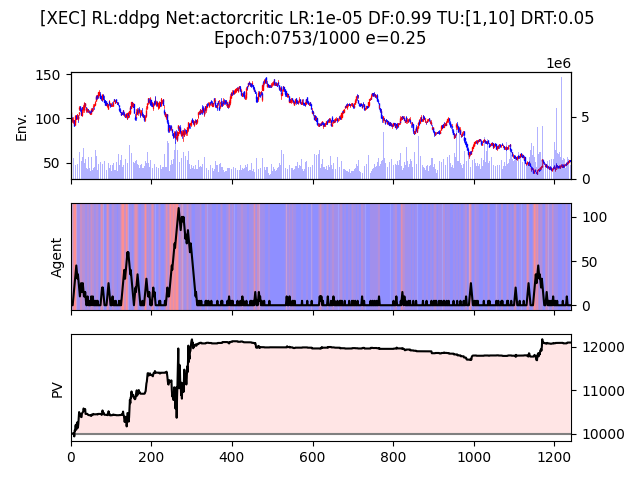 [XEC] RL:ddpg Net:actorcritic LR:1e-05 DF:0.99 TU:[1,10] DRT:0.05
Epoch:0753/1000 e=0.25
1e6
150
100
50
Env.
5
0
Agent
100
50
0
PV
12000
11000
10000
0 200 400 600 800 1000 1200